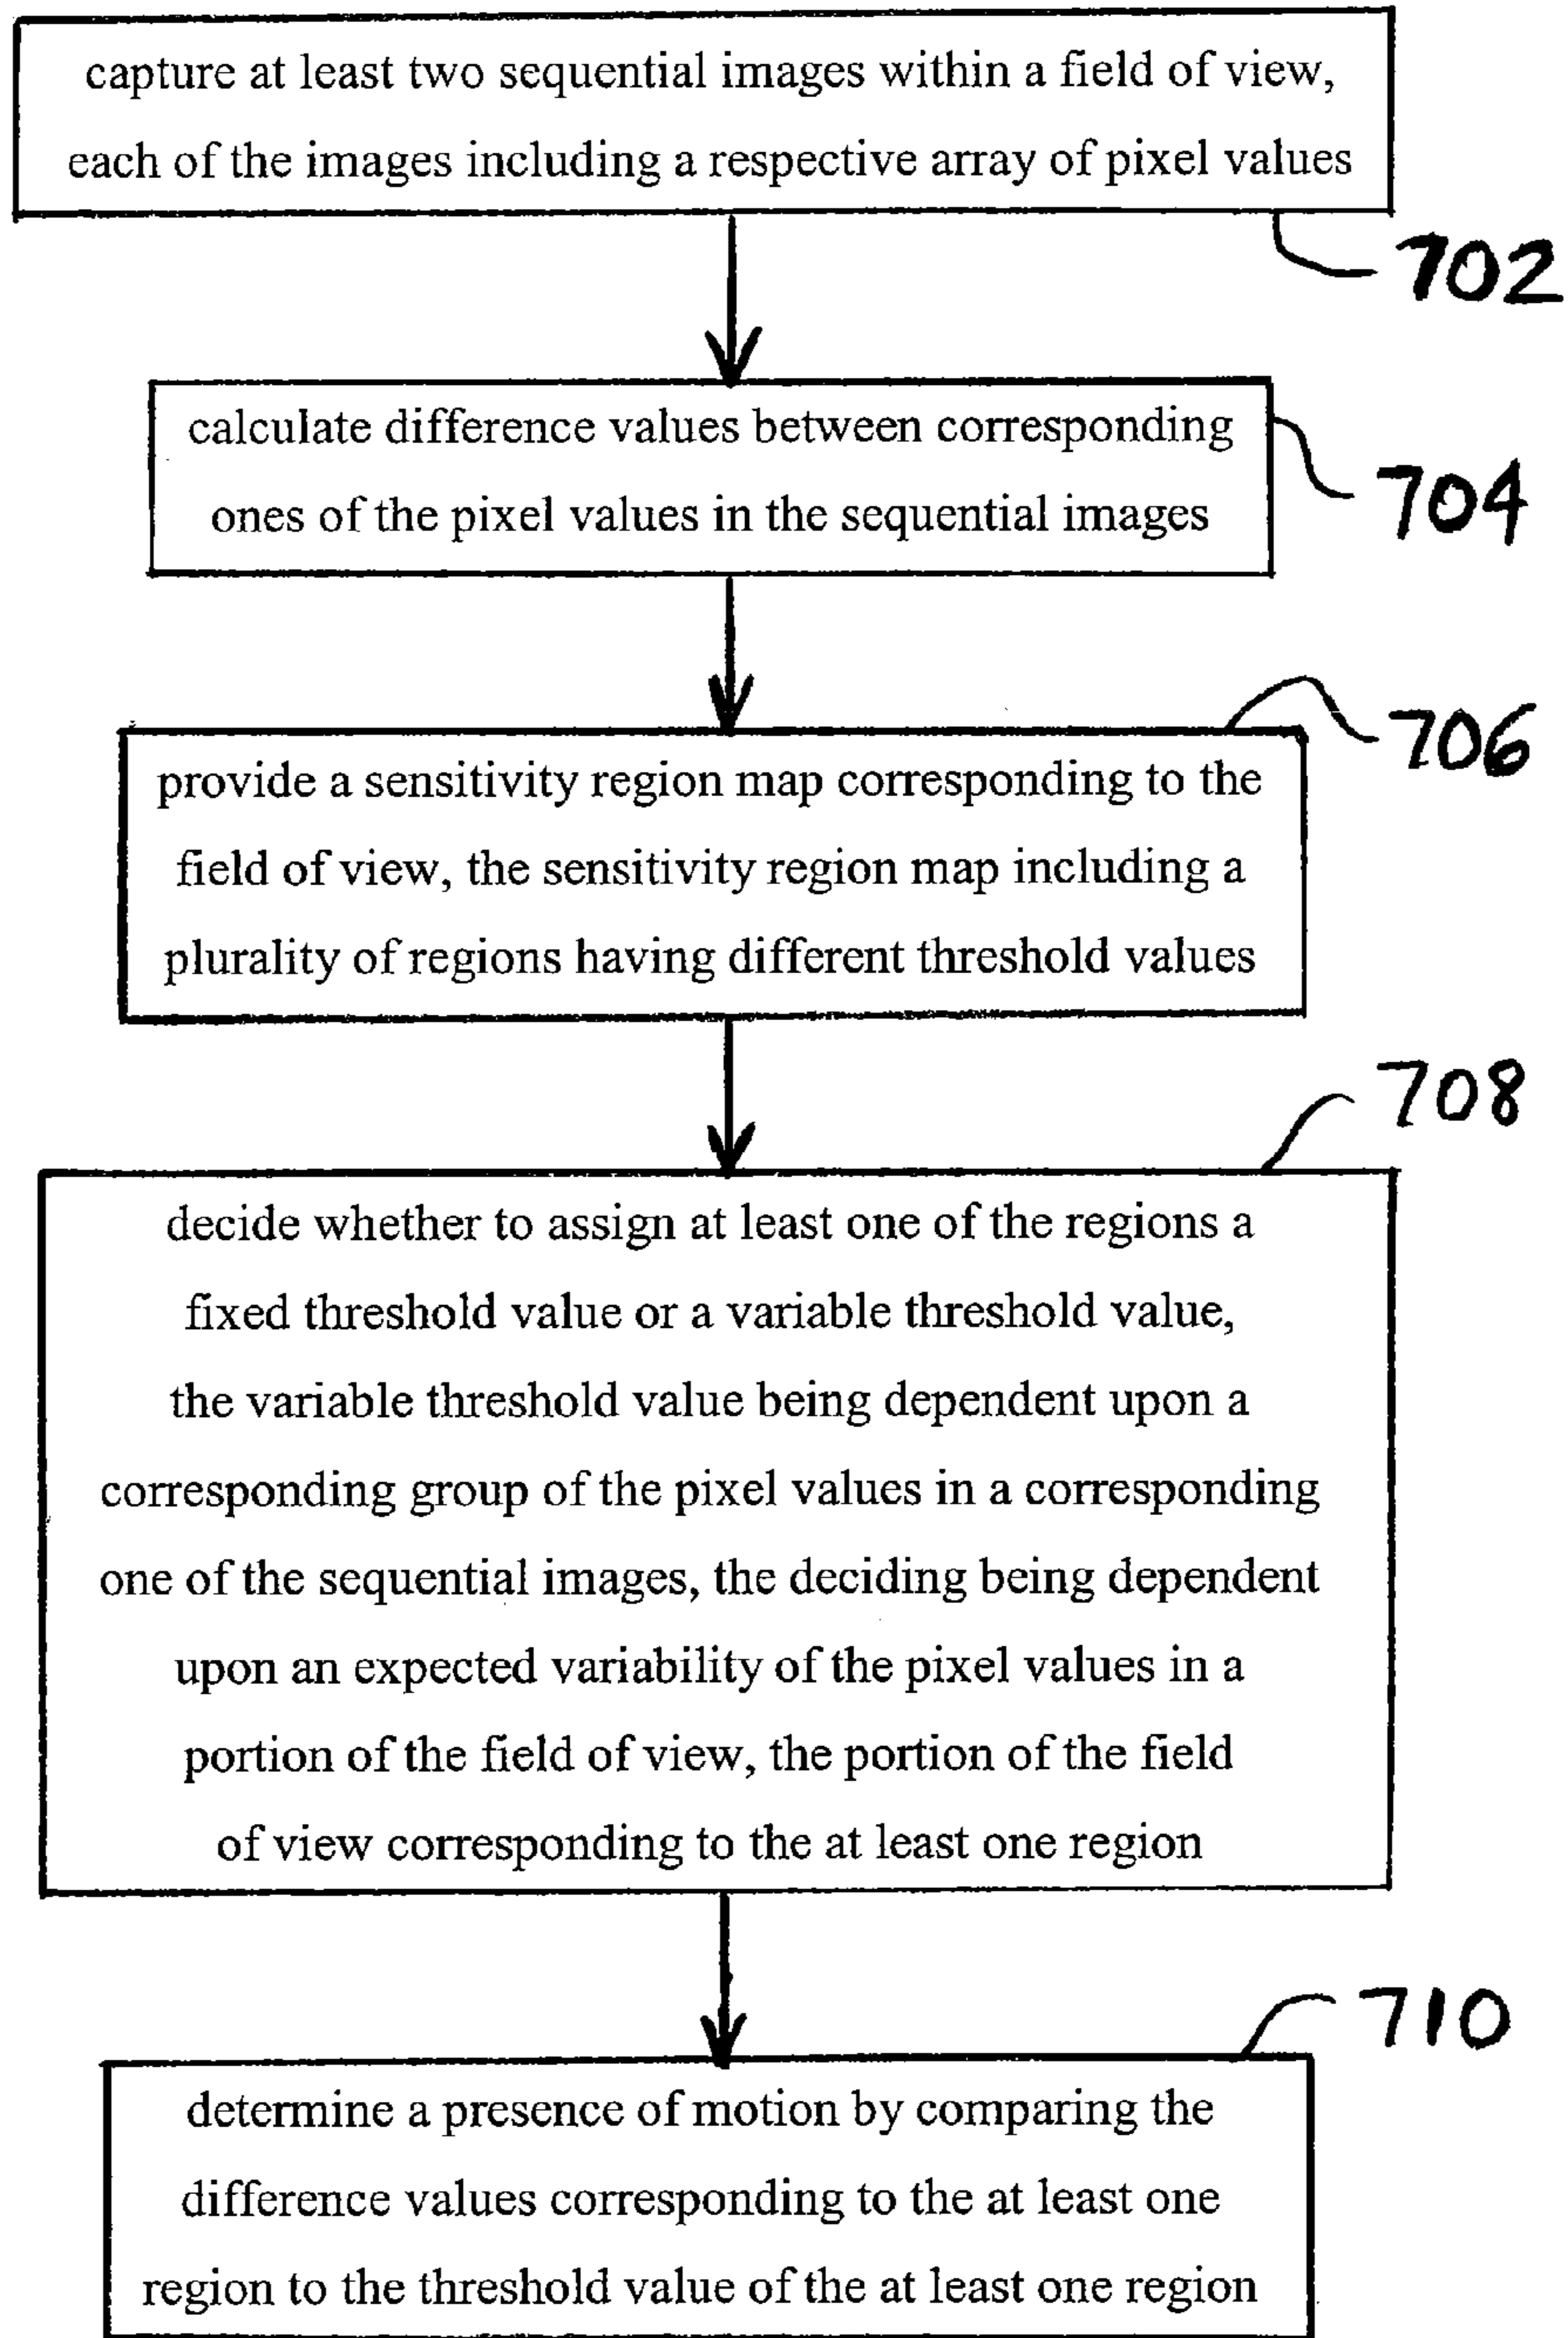 capture at least two sequential images within a field of view,
each of the images including a respective array of pixel values
702
calculate difference values between corresponding
ones of the pixel values in the sequential images
704
706
provide a sensitivity region map corresponding to the
field of view, the sensitivity region map including a
plurality of regions having different threshold values
708
decide whether to assign at least one of the regions a
fixed threshold value or a variable threshold value,
the variable threshold value being dependent upon a
corresponding group of the pixel values in a corresponding
one of the sequential images, the deciding being dependent
upon an expected variability of the pixel values in a
portion of the field of view, the portion of the field
of view corresponding to the at least one region
710
determine a presence of motion by comparing the
difference values corresponding to the at least one
region to the threshold value of the at least one region